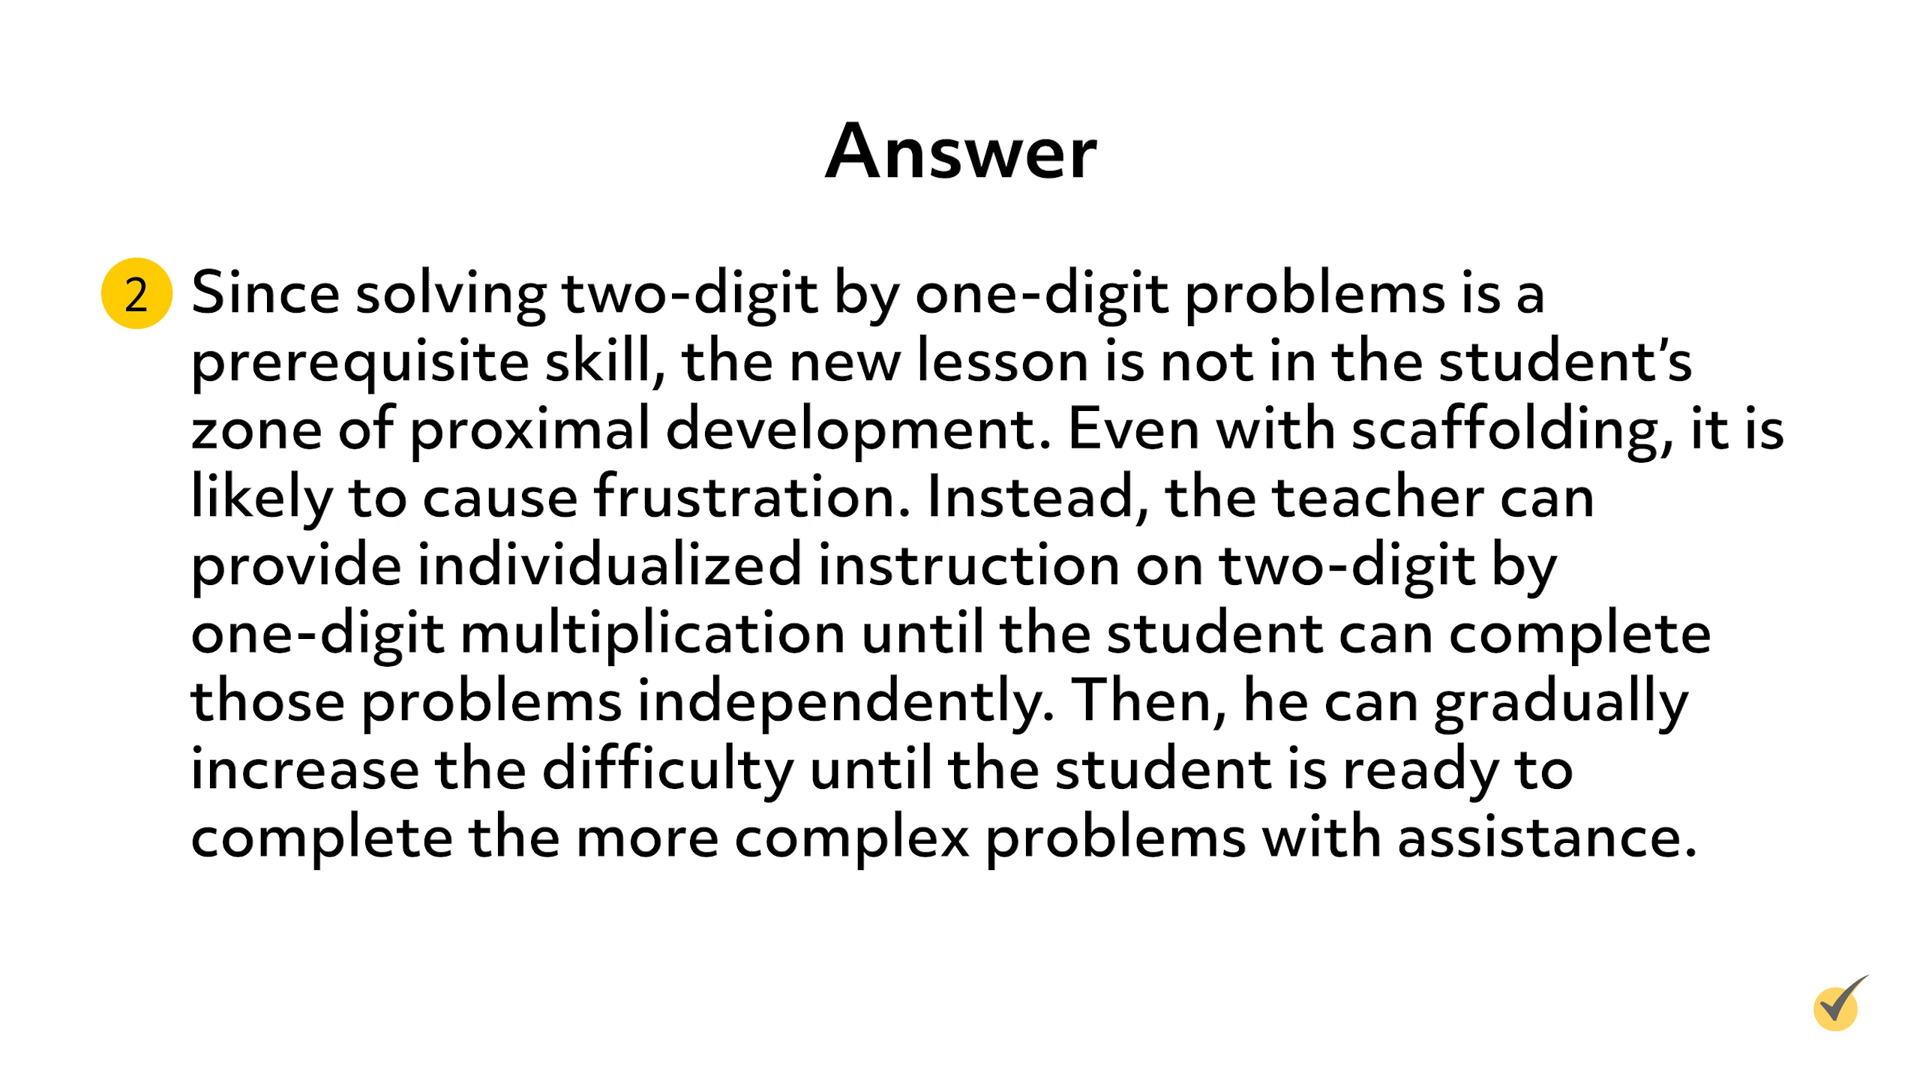 Answer
2 Since solving two-digit by one-digit problems is a
prerequisite skill, the new lesson is not in the student’s
zone of proximal development. Even with scaffolding, it is
likely to cause frustration. Instead, the teacher can
provide individualized instruction on two-digit by
one-digit multiplication until the student can complete
those problems independently. Then, he can gradually
increase the difficulty until the student is ready to
complete the more complex problems with assistance.